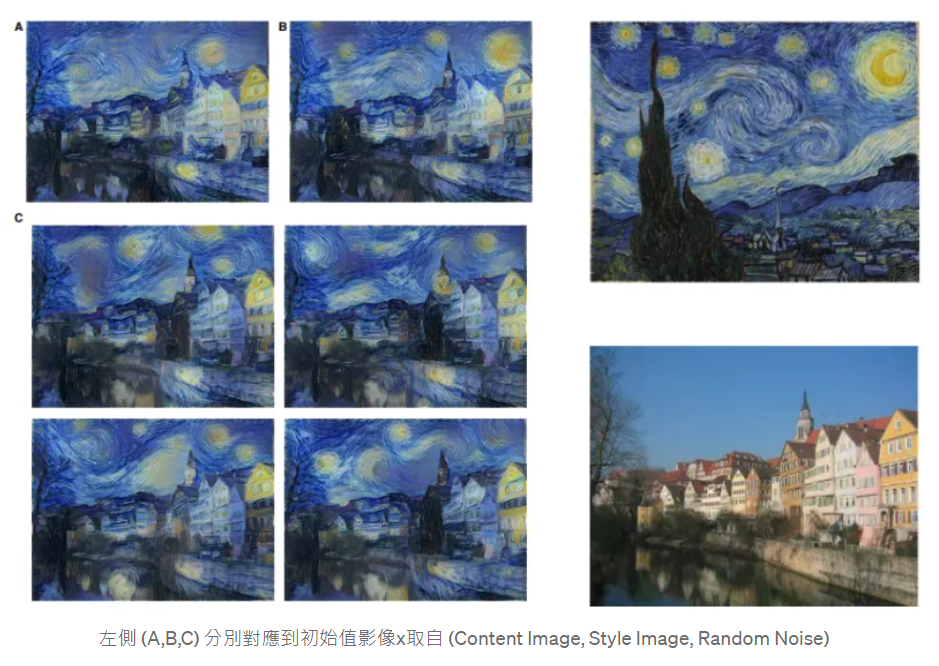 A
B
C
左側 (A,B,C) 分別對應到初始值影像x取自 (Content Image, Style Image, Random Noise)